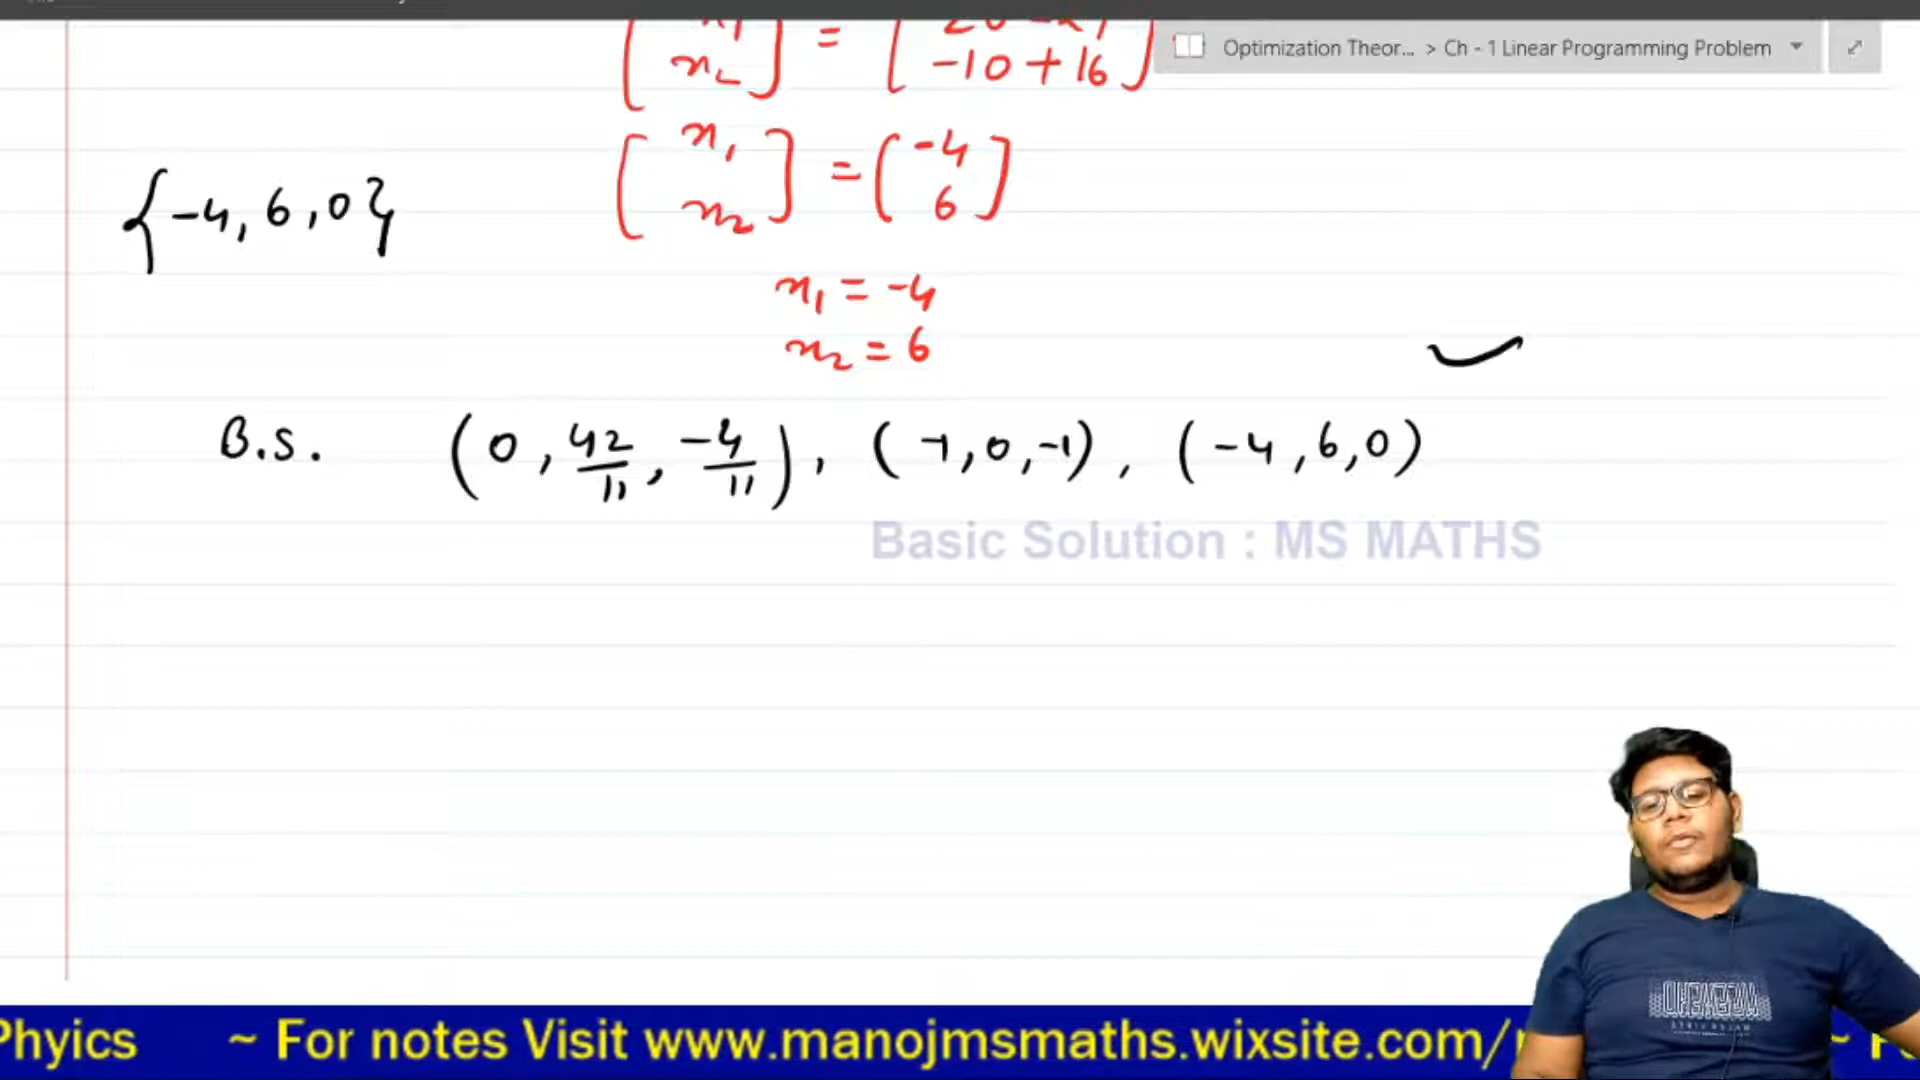 Optimization Theor... > Ch - 1 Linear Programming Problem
x₂ = -10 + 16
[x₁ x₂] = [-4 6]
{-4, 6, 0}
x₁ = -4
x₂ = 6
B.S. (0, 42/11, -4/11), (7, 0, -1), (-4, 6, 0)
Basic Solution : MS MATHS
Phyics ~ For notes Visit www.manojmsmaths.wixsite.com/